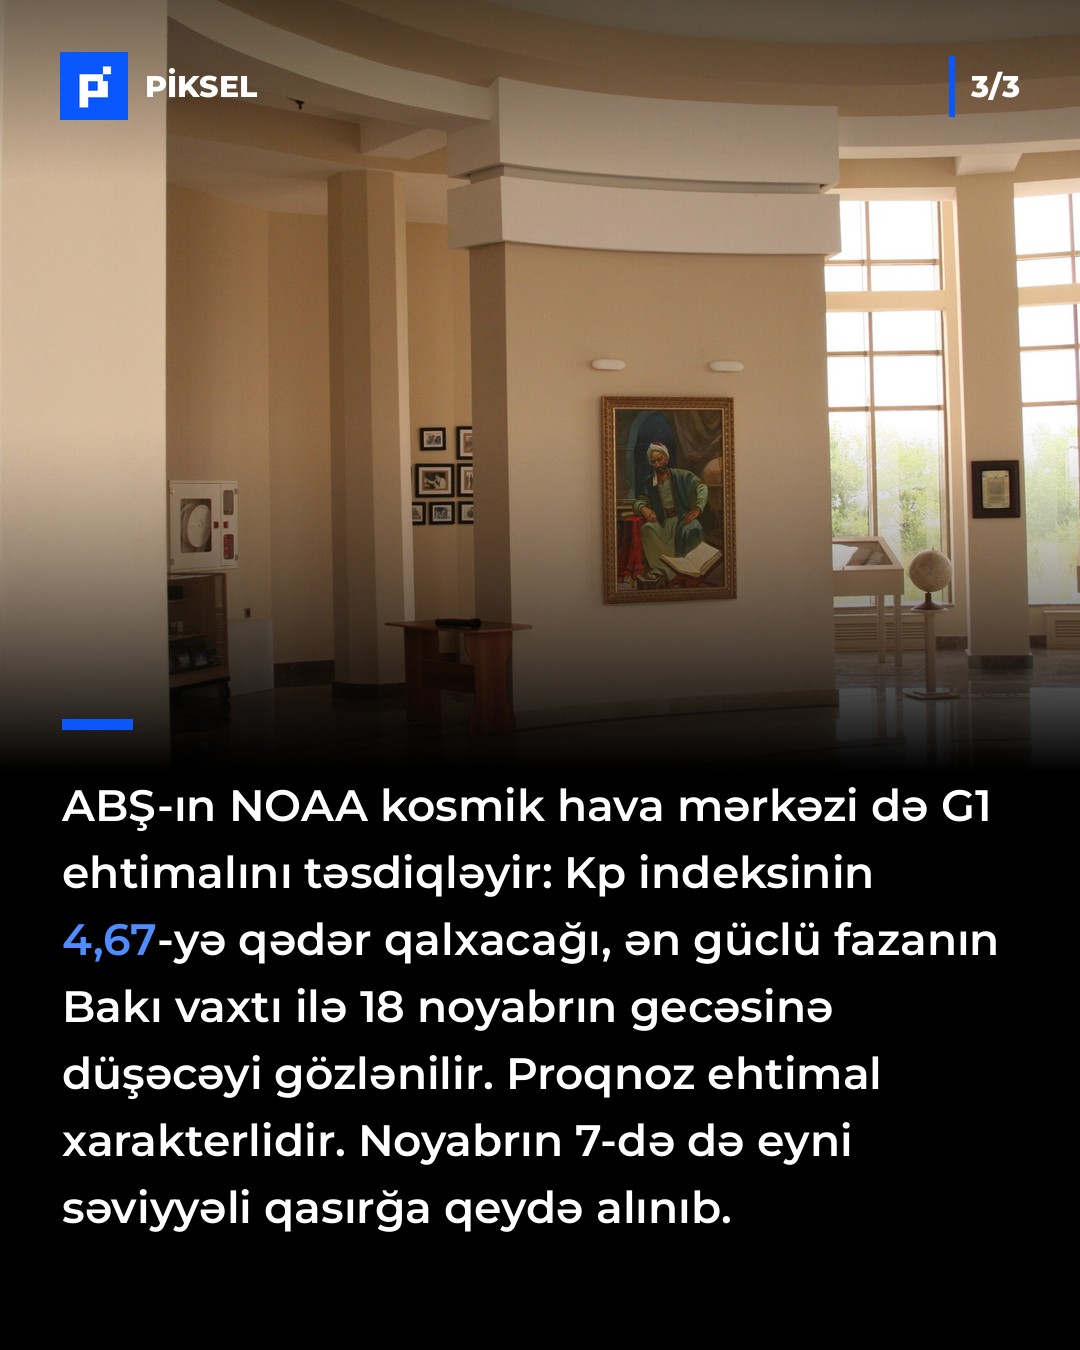 PİKSEL
3/3
ABŞ-ın NOAA kosmik hava mərkəzi də G1
ehtimalını təsdiqləyir: Kp indeksinin
4,67-yə qədər qalxacağı, ən güclü fazanın
Bakı vaxtı ilə 18 noyabrın gecəsinə
düşəcəyi gözlənilir. Proqnoz ehtimal
xarakterlidir. Noyabrın 7-də də eyni
səviyyəli qasırğa qeydə alınıb.